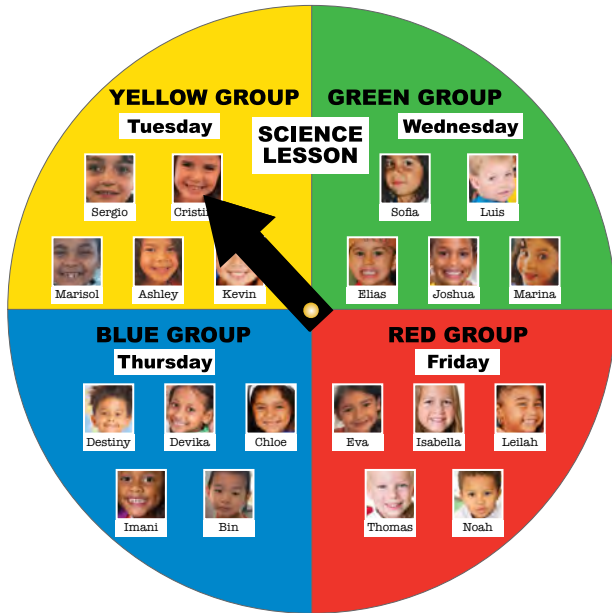 YELLOW GROUP
Tuesday
GREEN GROUP
Wednesday
SCIENCE
LESSON
Sergio
Marisol
Ashley
Kevin
Sofia
Luis
Elias
Joshua
Marina
BLUE GROUP
Thursday
Destiny
Devika
Chloe
Imani
Bin
RED GROUP
Friday
Eva
Isabella
Leilah
Thomas
Noah